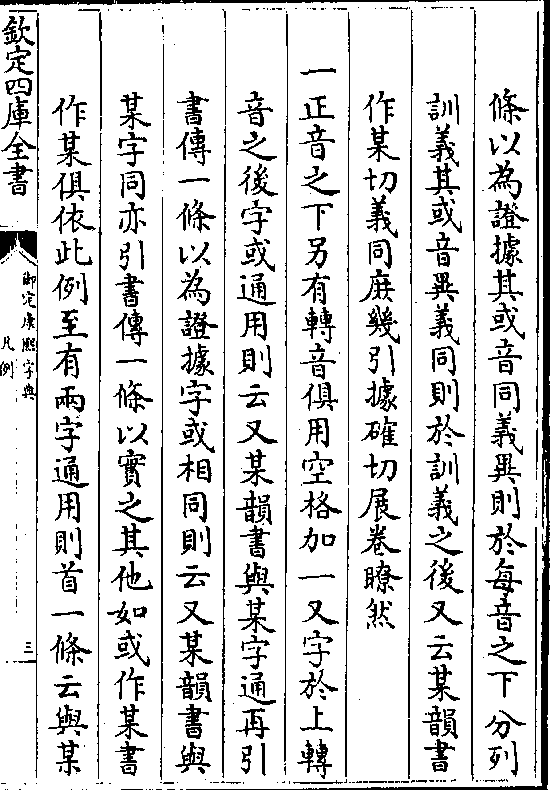 條以為證據其或音同義異則於每音之下分列
訓義其或音異義同則於訓義之後又云某韻書
作某切義同庶幾引據確切展卷瞭然
一正音之下另有轉音俱用空格加一又字於上轉
音之後字或通用則云又某韻書與某字通再引
書傳一條以為證據字或相同則云又某韻書與
某字同亦引書傳一條以實之其他如或作某書
作某俱依此例至有兩字通用則首一條云與某
欽定四庫全書
御定康熙字典
凡例
三